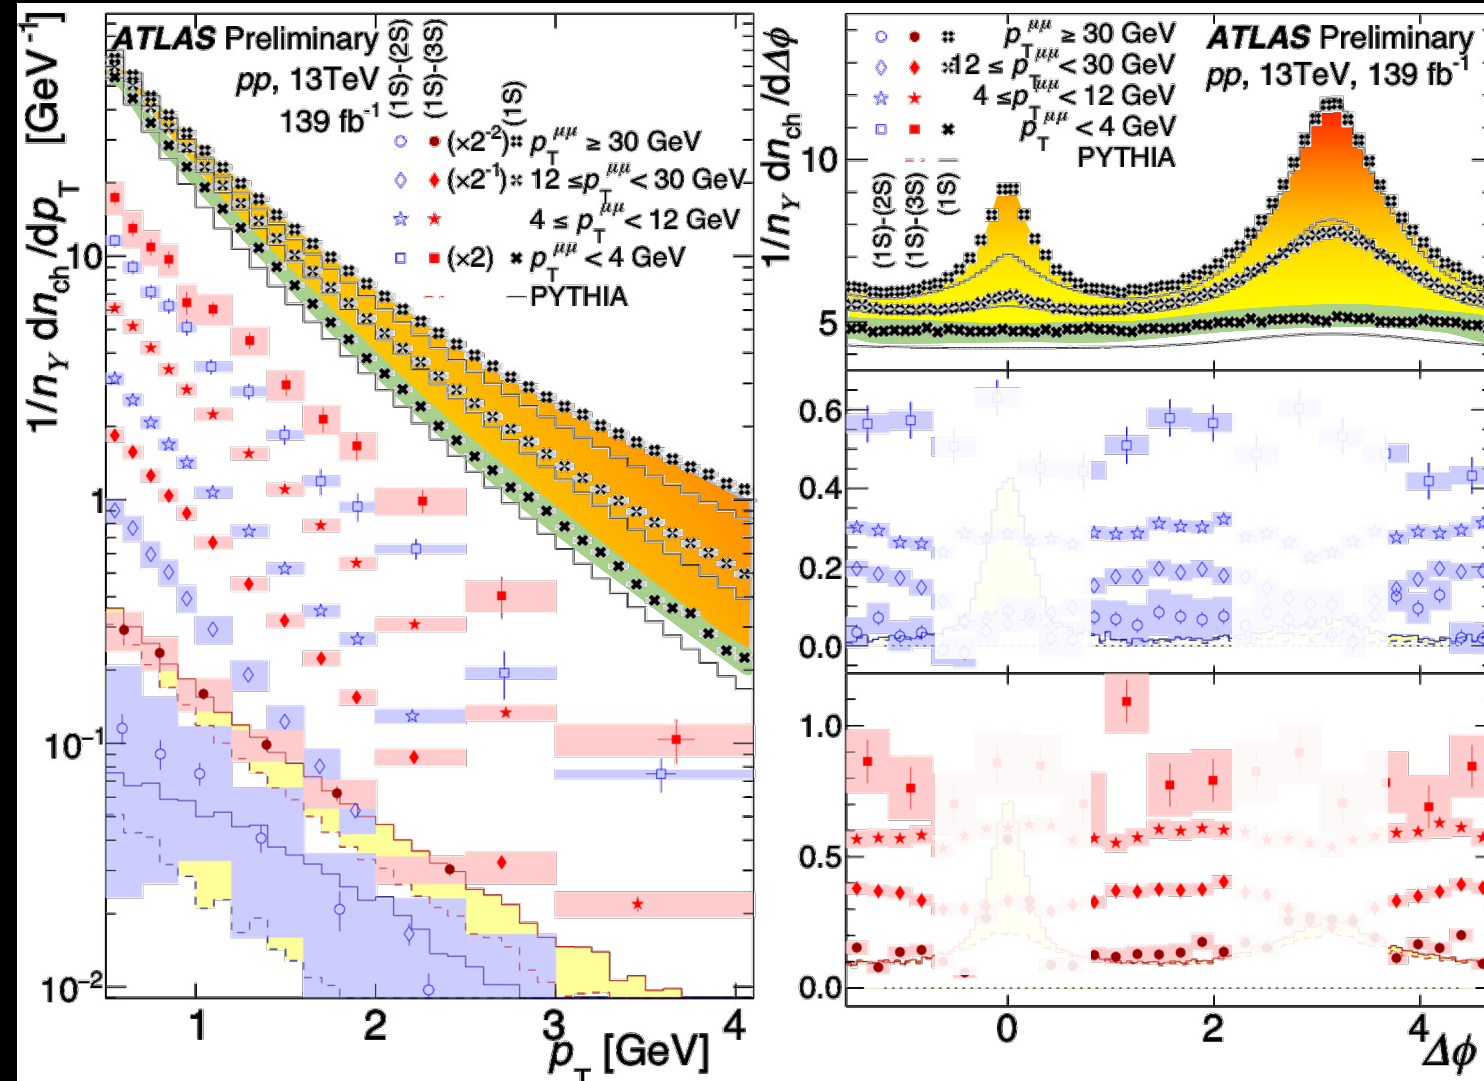 1/n_Υ dn_ch/dp_T [GeV⁻¹]
ATLAS Preliminary
pp, 13TeV
139 fb⁻¹
(1S)-(2S)
(1S)-(3S)
(1S)
(×2⁻²) p_T^μμ ≥ 30 GeV
(×2⁻¹) 12 ≤ p_T^μμ < 30 GeV
4 ≤ p_T^μμ < 12 GeV
(×2) p_T^μμ < 4 GeV
PYTHIA
10
1
10⁻¹
10⁻²
1 2 3 4
p_T [GeV]
1/n_Υ dn_ch/dΔϕ
p_T^μμ ≥ 30 GeV
12 ≤ p_T^μμ < 30 GeV
4 ≤ p_T^μμ < 12 GeV
p_T^μμ < 4 GeV
PYTHIA
(1S)-(2S)
(1S)-(3S)
(1S)
ATLAS Preliminary
pp, 13TeV, 139 fb⁻¹
10
5
0.6
0.4
0.2
0.0
1.0
0.5
0.0
0 2 4
Δϕ